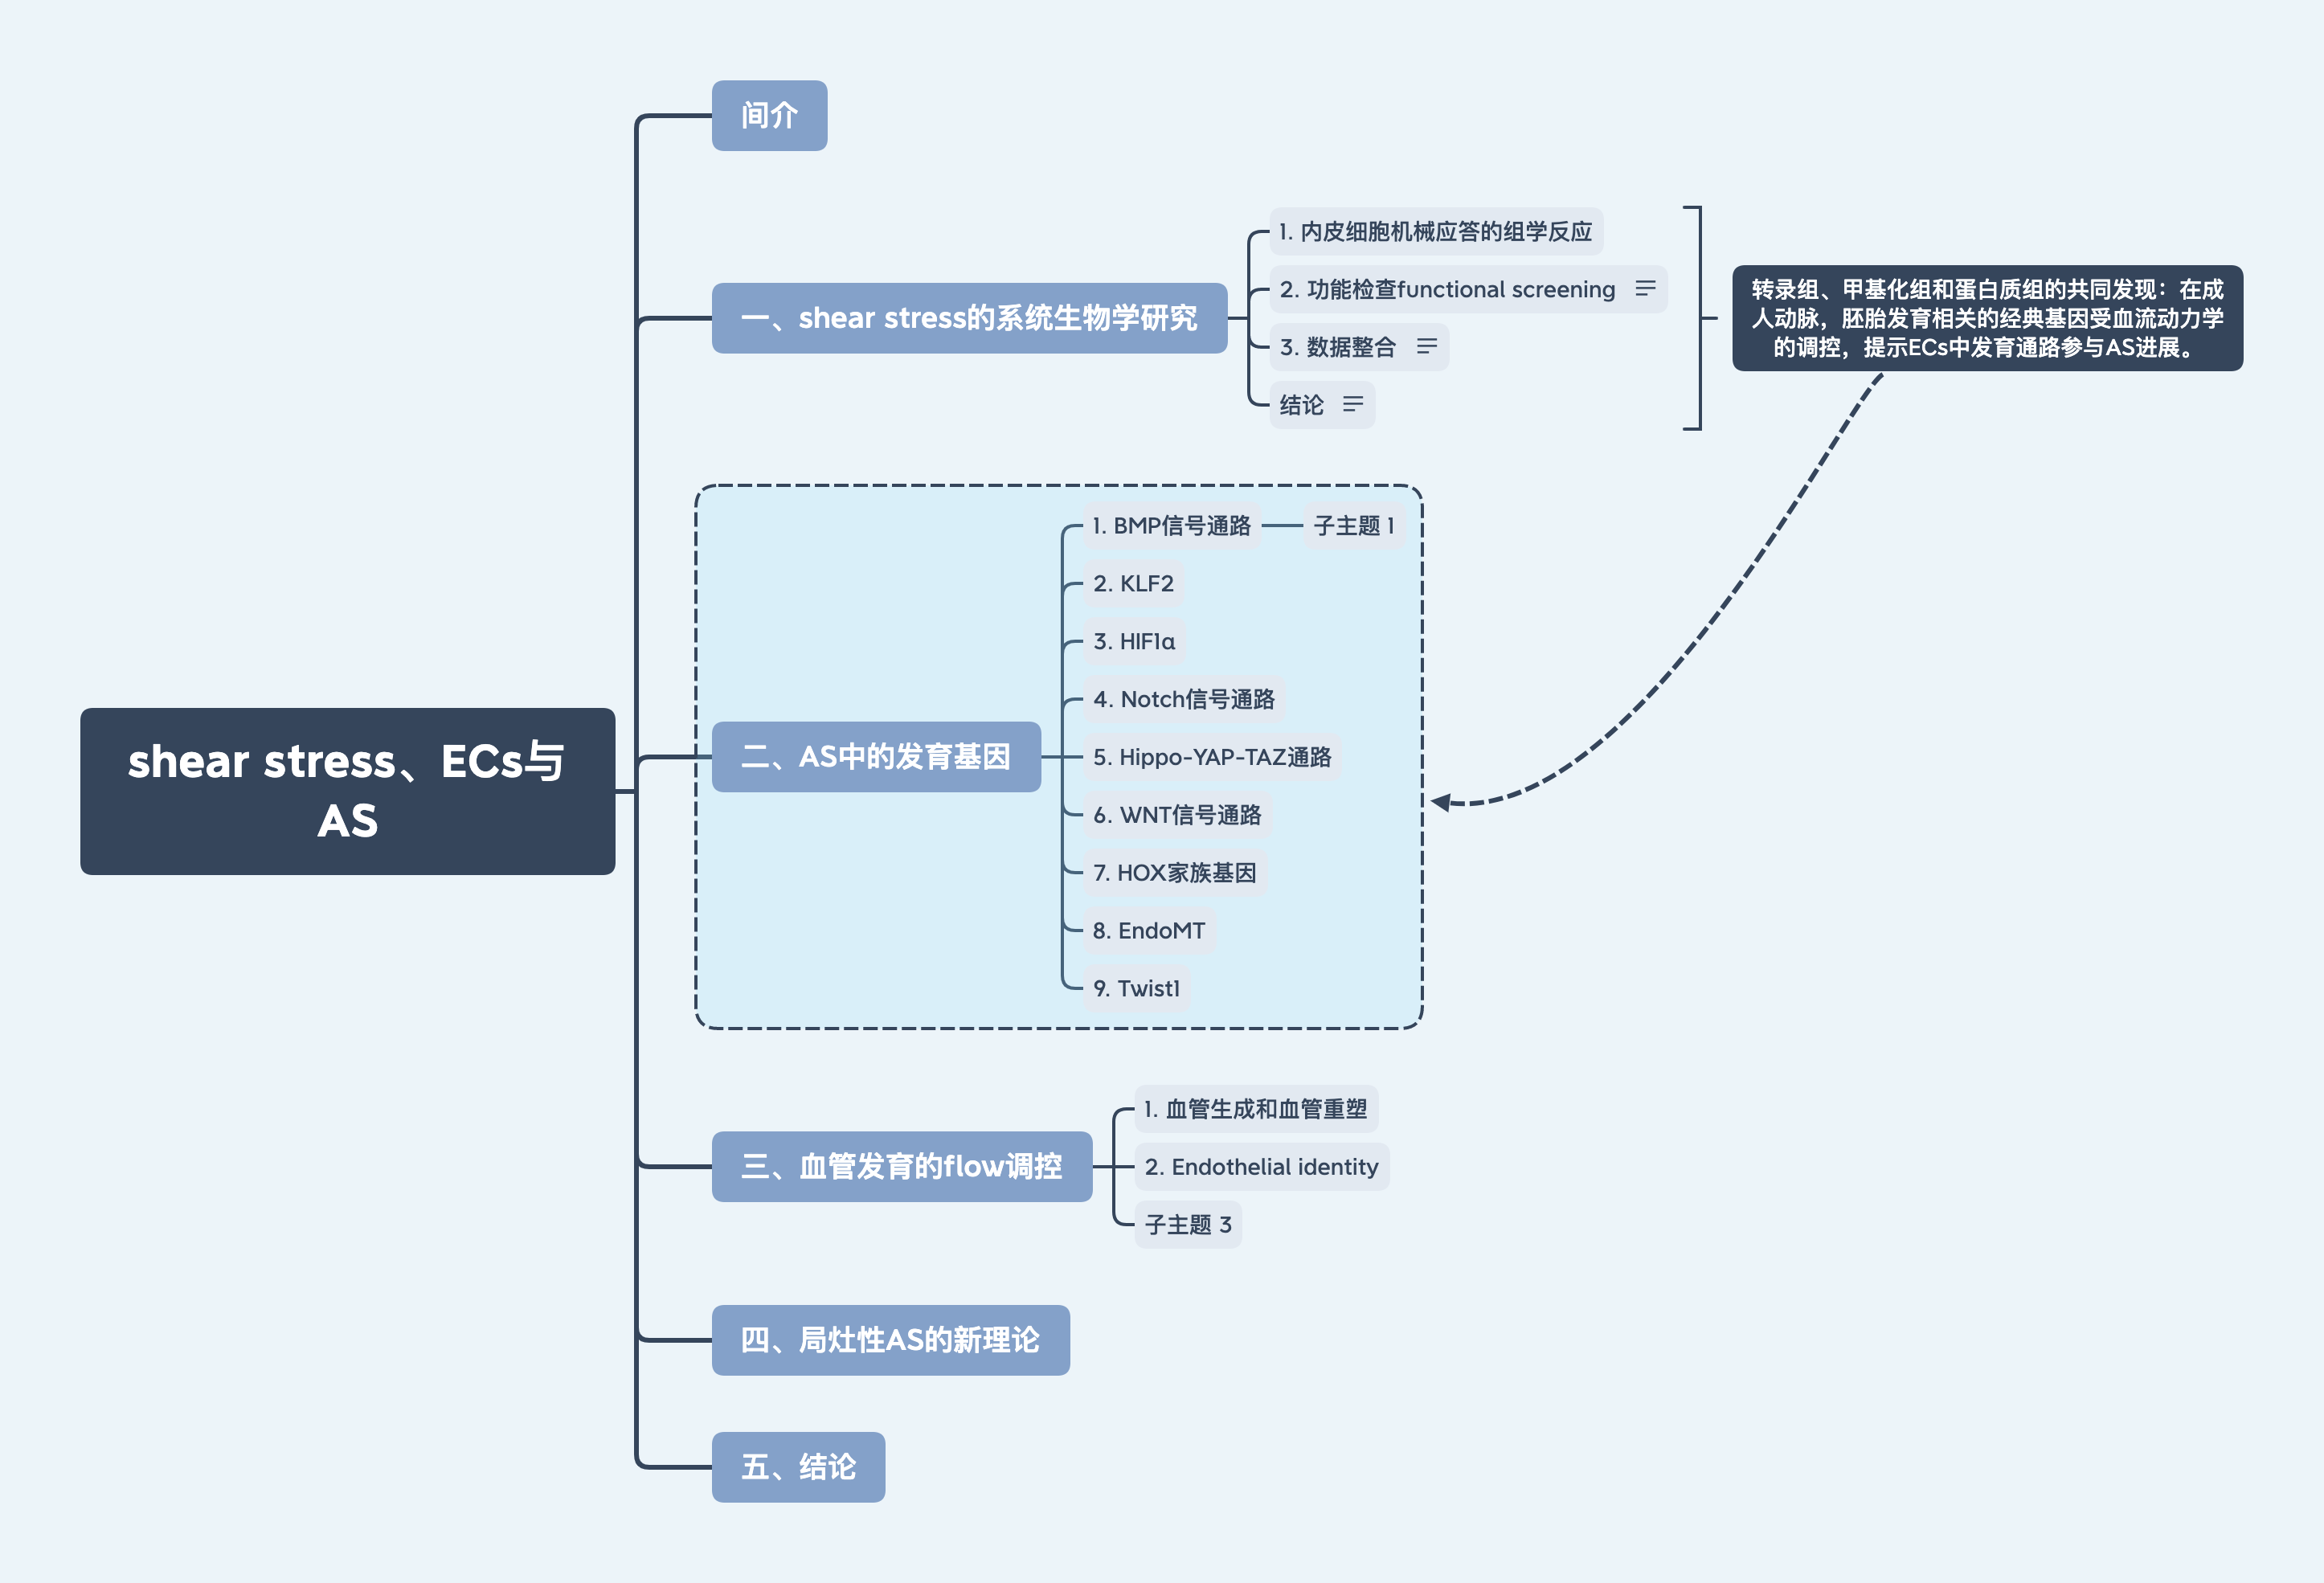 shear stress、ECs与
AS
间介
一、shear stress的系统生物学研究
1. 内皮细胞机械应答的组学反应
2. 功能检查functional screening
3. 数据整合
结论
转录组、甲基化组和蛋白质组的共同发现：在成
人动脉，胚胎发育相关的经典基因受血流动力学
的调控，提示ECs中发育通路参与AS进展。
二、AS中的发育基因
1. BMP信号通路
子主题 1
2. KLF2
3. HIF1α
4. Notch信号通路
5. Hippo-YAP-TAZ通路
6. WNT信号通路
7. HOX家族基因
8. EndoMT
9. Twist1
三、血管发育的flow调控
1. 血管生成和血管重塑
2. Endothelial identity
子主题 3
四、局灶性AS的新理论
五、结论